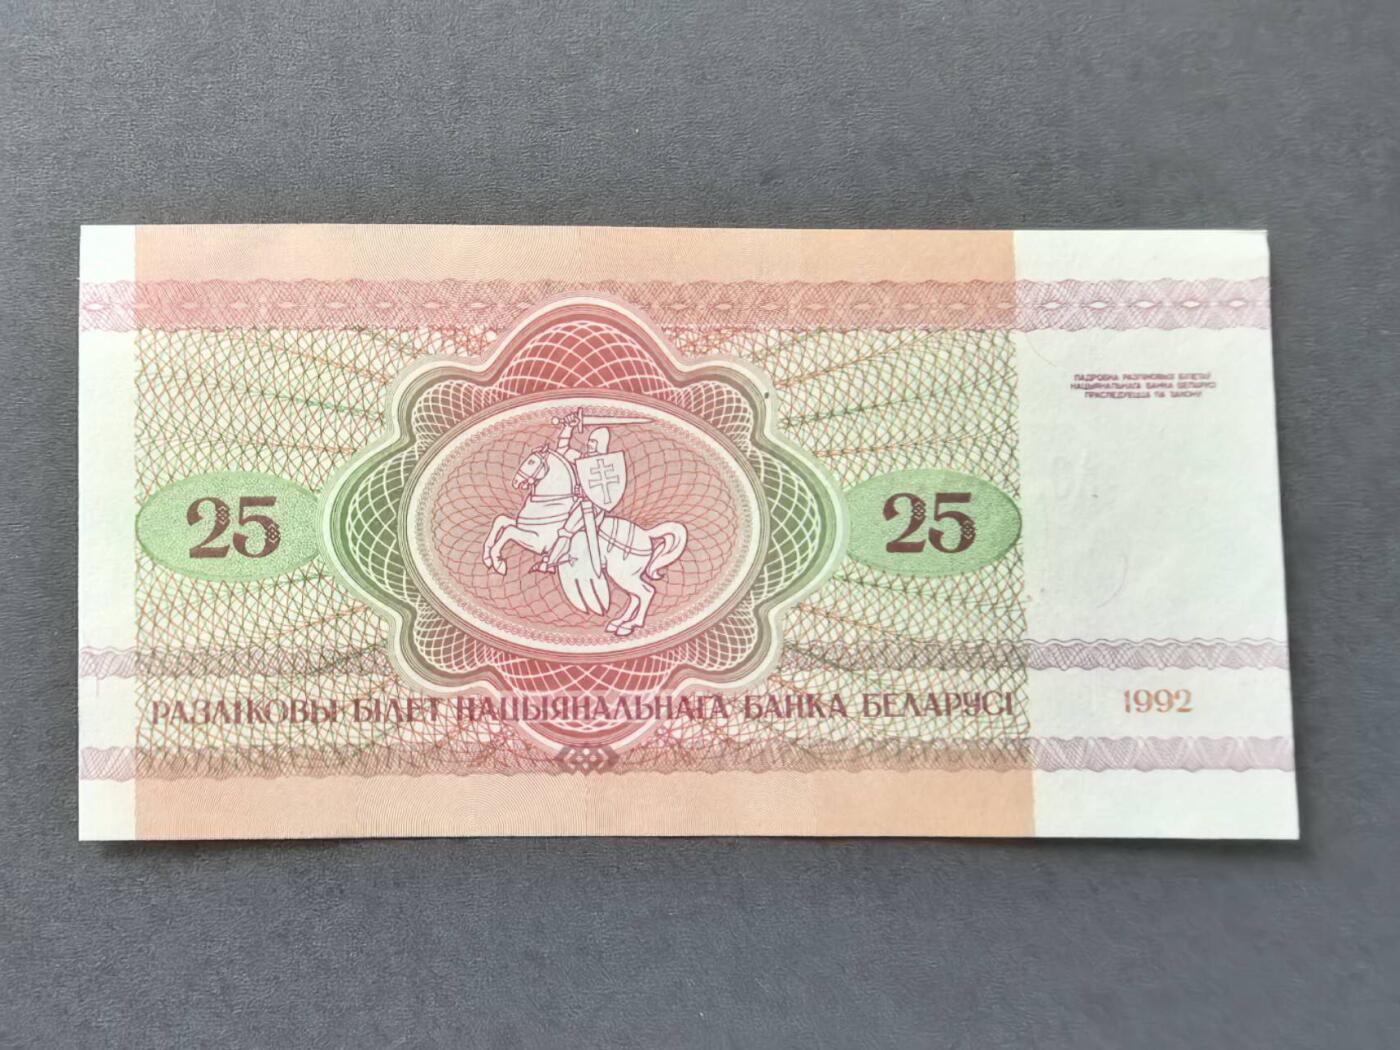 ПАДРОБКА РАЗЛІКОВЫХ БІЛЕТАЎ
НАЦЫЯНАЛЬНАГА БАНКА БЕЛАРУСІ
ПРАСЛЕДУЕЦЦА ПА ЗАКОНУ
25
25
РАЗЛІКОВЫ БІЛЕТ НАЦЫЯНАЛЬНАГА БАНКА БЕЛАРУСІ
1992